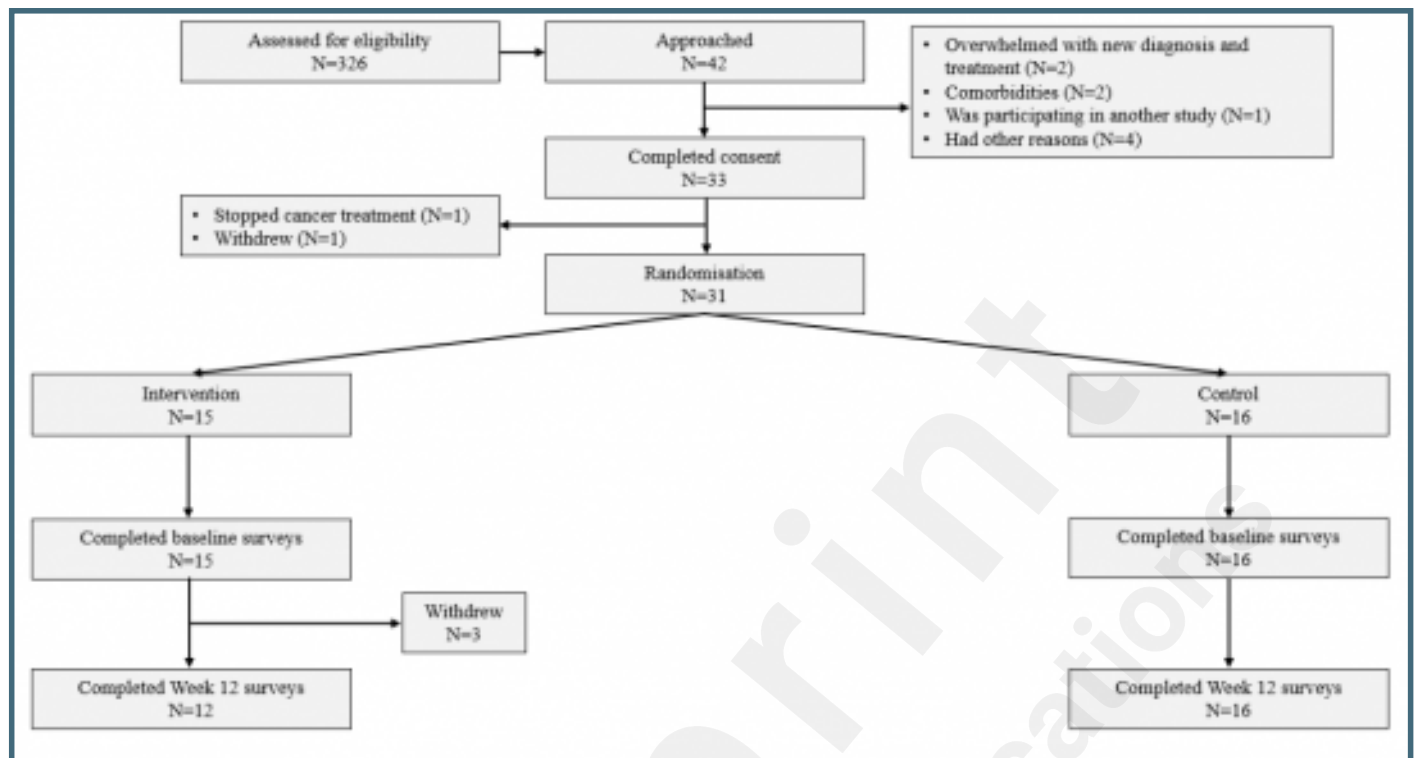 Assessed for eligibility
N=326
Approached
N=42
• Overwhelmed with new diagnosis and
treatment (N=2)
• Comorbidities (N=2)
• Was participating in another study (N=1)
• Had other reasons (N=4)
Completed consent
N=33
• Stopped cancer treatment (N=1)
• Withdrew (N=1)
Randomisation
N=31
Intervention
N=15
Control
N=16
Completed baseline surveys
N=15
Completed baseline surveys
N=16
Withdrew
N=3
Completed Week 12 surveys
N=12
Completed Week 12 surveys
N=16
rint
cations